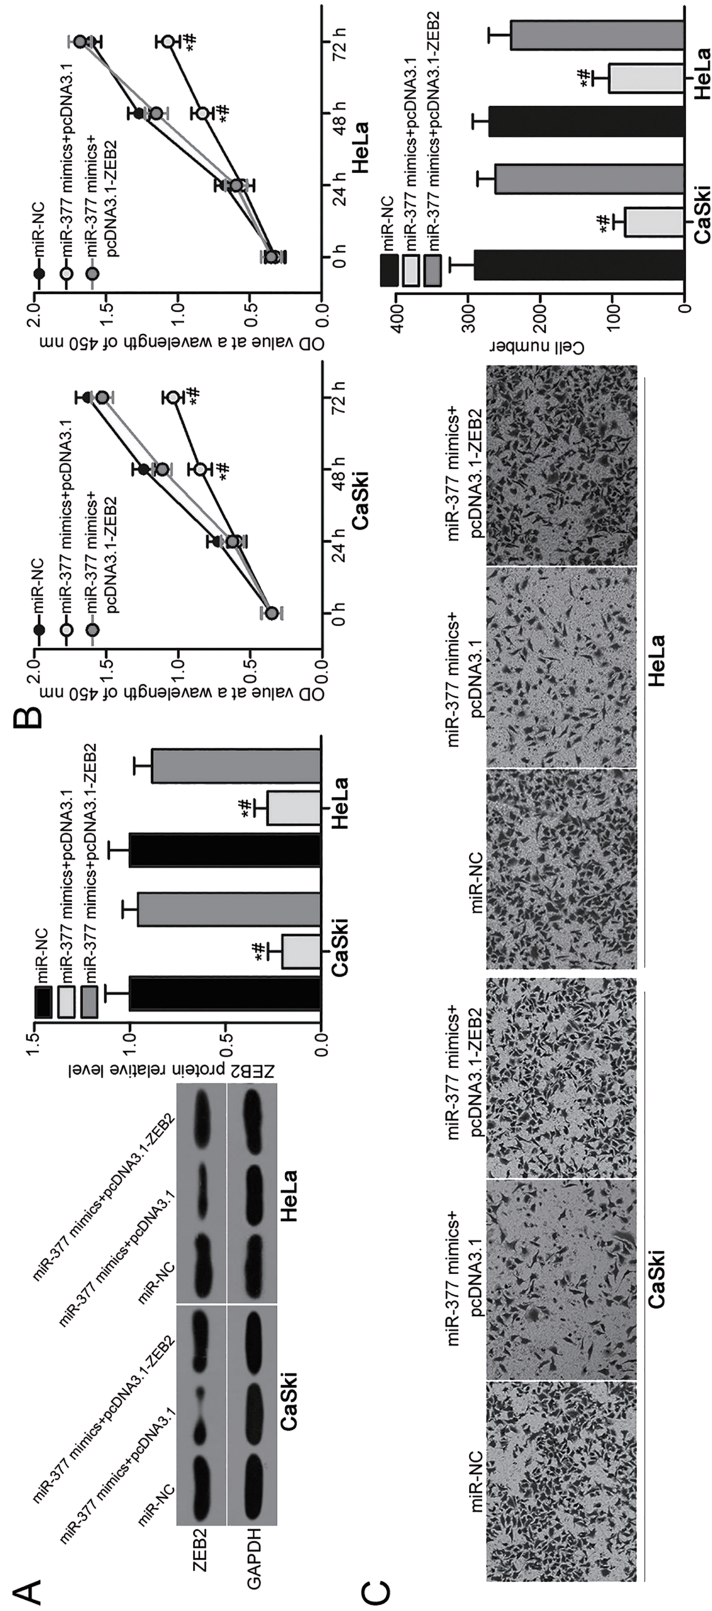 A
miR-NC
miR-377 mimics+pcDNA3.1
miR-377 mimics+pcDNA3.1-ZEB2
miR-NC
miR-377 mimics+pcDNA3.1
miR-377 mimics+pcDNA3.1-ZEB2
ZEB2
GAPDH
CaSki
HeLa
ZEB2 protein relative level
1.5
1.0
0.5
0.0
miR-NC
miR-377 mimics+pcDNA3.1
miR-377 mimics+pcDNA3.1-ZEB2
*#
*#
CaSki
HeLa
B
OD value at a wavelength of 450 nm
2.0
1.5
1.0
0.5
0.0
miR-NC
miR-377 mimics+pcDNA3.1
miR-377 mimics+
pcDNA3.1-ZEB2
*#
*#
0 h
24 h
48 h
72 h
CaSki
OD value at a wavelength of 450 nm
2.0
1.5
1.0
0.5
0.0
miR-NC
miR-377 mimics+pcDNA3.1
miR-377 mimics+
pcDNA3.1-ZEB2
*#
*#
0 h
24 h
48 h
72 h
HeLa
C
miR-NC
miR-377 mimics+
pcDNA3.1
miR-377 mimics+
pcDNA3.1-ZEB2
miR-NC
miR-377 mimics+
pcDNA3.1
miR-377 mimics+
pcDNA3.1-ZEB2
CaSki
HeLa
Cell number
400
300
200
100
0
miR-NC
miR-377 mimics+pcDNA3.1
miR-377 mimics+pcDNA3.1-ZEB2
*#
*#
CaSki
HeLa